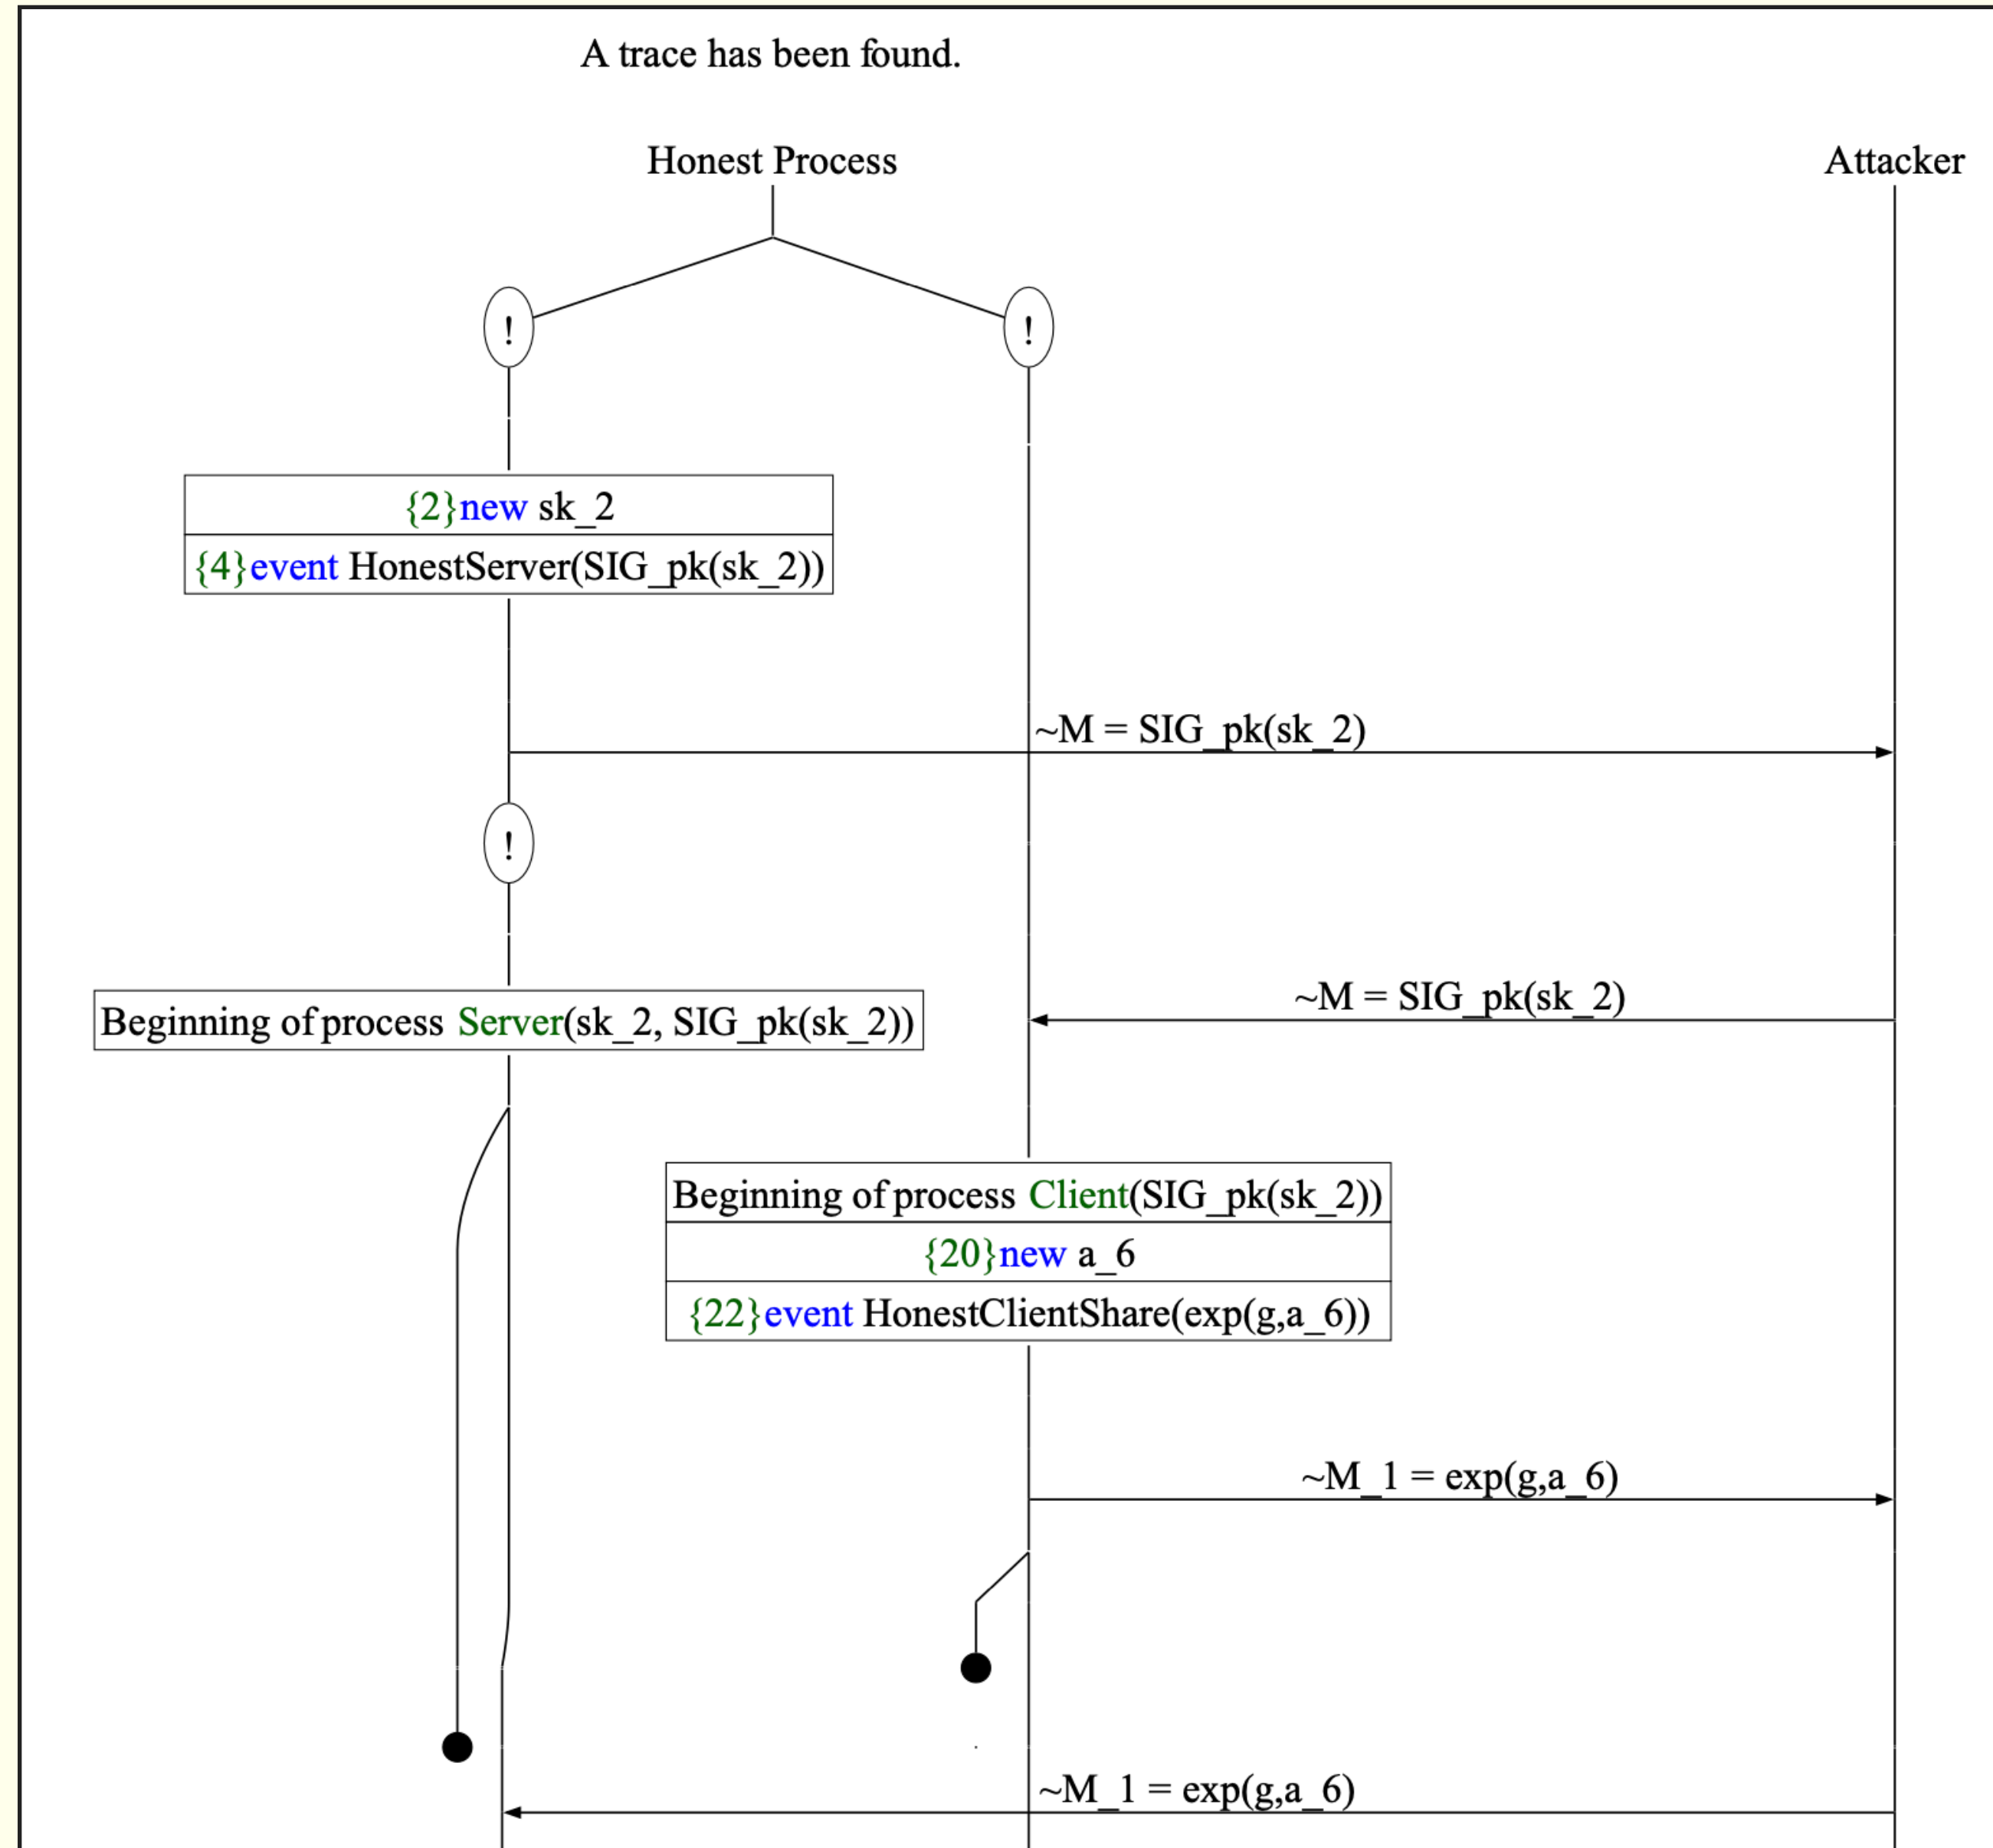 A trace has been found.
Honest Process
Attacker
!
!
{2}new sk_2
{4}event HonestServer(SIG_pk(sk_2))
~M = SIG_pk(sk_2)
!
~M = SIG_pk(sk_2)
Beginning of process Server(sk_2, SIG_pk(sk_2))
Beginning of process Client(SIG_pk(sk_2))
{20}new a_6
{22}event HonestClientShare(exp(g,a_6))
~M_1 = exp(g,a_6)
~M_1 = exp(g,a_6)